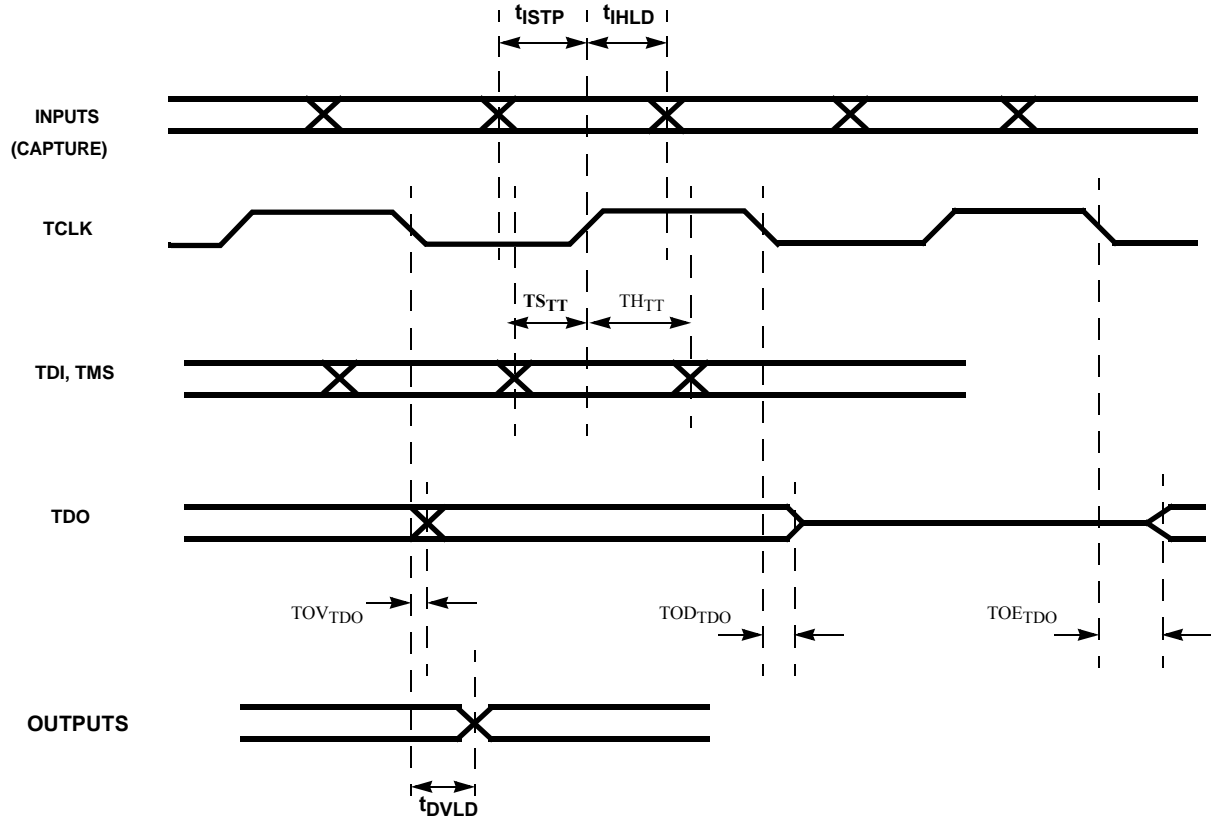 tISTP tIHLD
INPUTS
(CAPTURE)
TCLK
TSTT THTT
TDI, TMS
TDO
TOVTDO TODTDO TOETDO
OUTPUTS
tDVLD